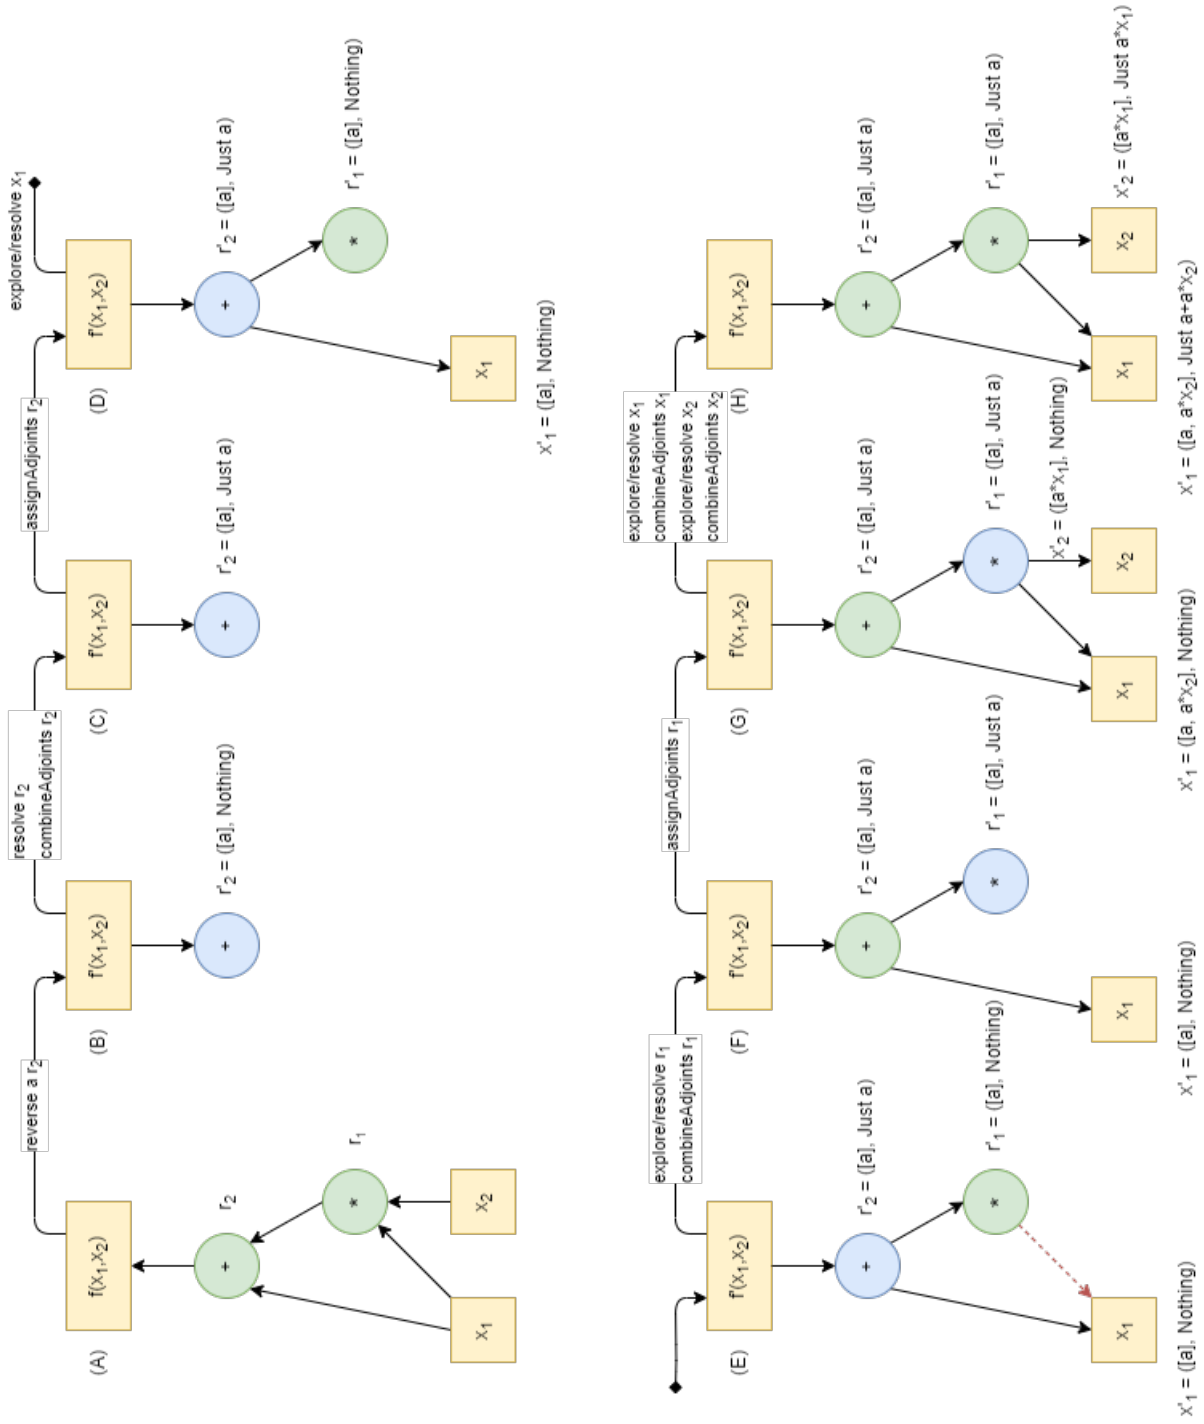 (A)
f(x₁,x₂)
+
r₂
*
r₁
x₁
x₂
reverse a r₂
(B)
f'(x₁,x₂)
+
r'₂ = ([a], Nothing)
resolve r₂
combineAdjoints r₂
(C)
f'(x₁,x₂)
+
r'₂ = ([a], Just a)
assignAdjoints r₂
(D)
f'(x₁,x₂)
+
r'₂ = ([a], Just a)
*
r'₁ = ([a], Nothing)
x₁
x'₁ = ([a], Nothing)
explore/resolve x₁
(E)
f'(x₁,x₂)
+
r'₂ = ([a], Just a)
*
r'₁ = ([a], Nothing)
x₁
x'₁ = ([a], Nothing)
explore/resolve r₁
combineAdjoints r₁
(F)
f'(x₁,x₂)
+
r'₂ = ([a], Just a)
*
r'₁ = ([a], Just a)
x₁
x'₁ = ([a], Nothing)
assignAdjoints r₁
(G)
f'(x₁,x₂)
+
r'₂ = ([a], Just a)
*
r'₁ = ([a], Just a)
x'₂ = ([a*x₁], Nothing)
x₁
x₂
x'₁ = ([a, a*x₂], Nothing)
explore/resolve x₁
combineAdjoints x₁
explore/resolve x₂
combineAdjoints x₂
(H)
f'(x₁,x₂)
+
r'₂ = ([a], Just a)
*
r'₁ = ([a], Just a)
x₁
x₂
x'₂ = ([a*x₁], Just a*x₁)
x'₁ = ([a, a*x₂], Just a+a*x₂)